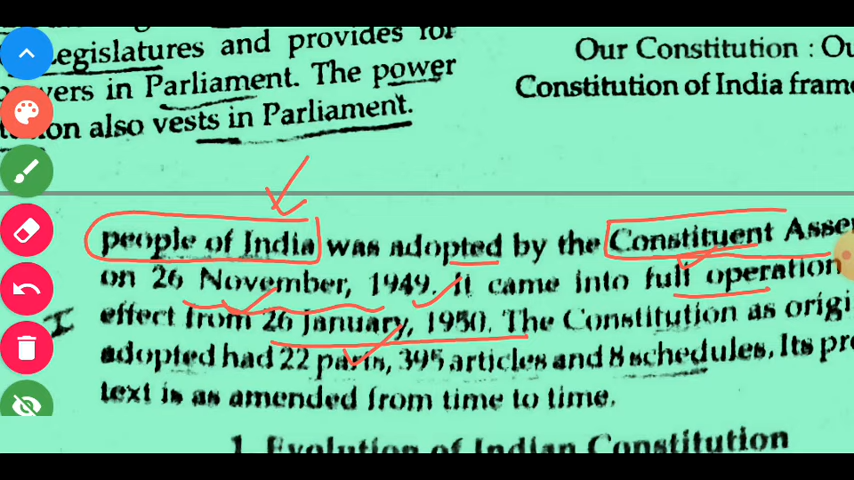 Legislatures and provides for
powers in Parliament. The power
also vests in Parliament.
Our Constitution : Ou
Constitution of India frame
people of India was adopted by the Constituent Asse
on 26 November, 1949. It came into full operation
effect from 26 January, 1950. The Constitution as origi
adopted had 22 parts, 395 articles and 8 schedules. Its pre
text is as amended from time to time.
1. Evolution of Indian Constitution